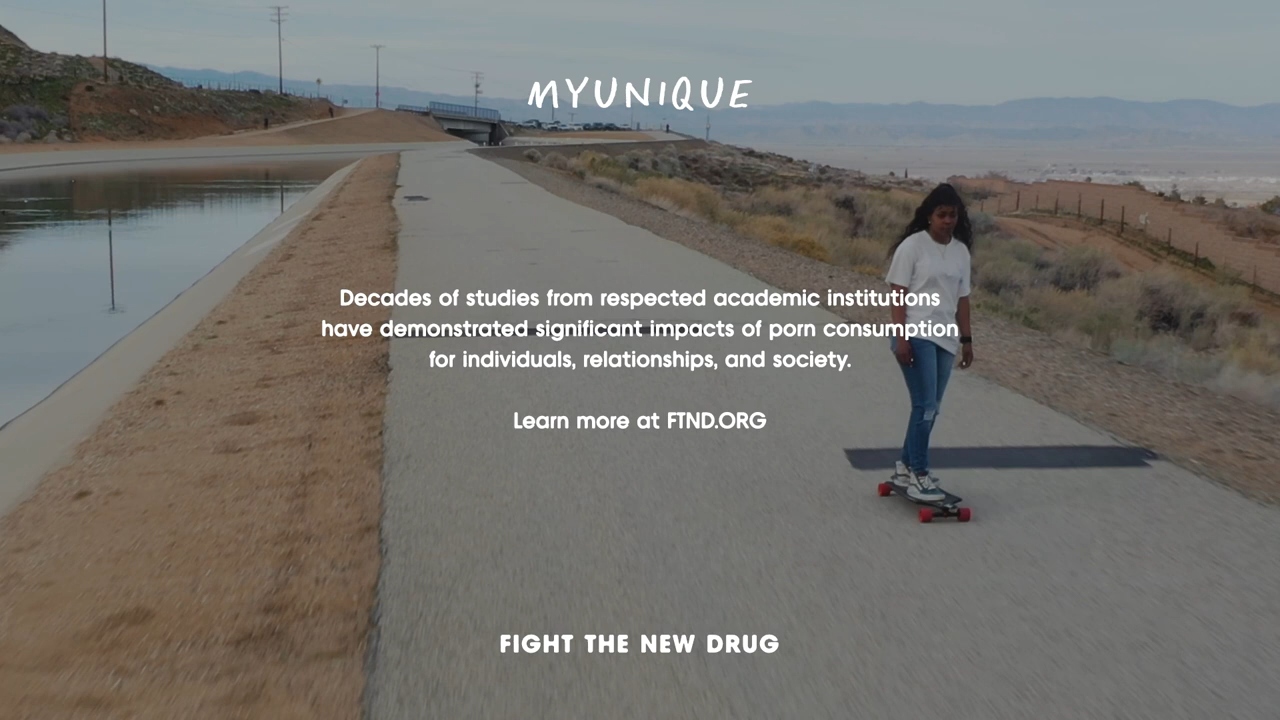 MYUNIQUE
Decades of studies from respected academic institutions
have demonstrated significant impacts of porn consumption
for individuals, relationships, and society.
Learn more at FTND.ORG
FIGHT THE NEW DRUG